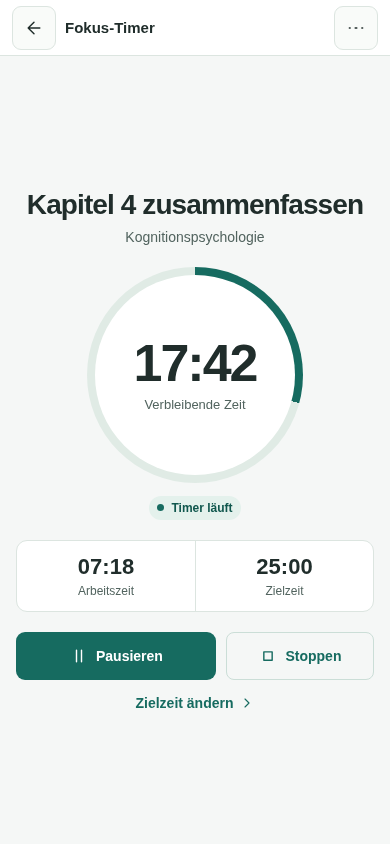 Fokus-Timer
Kapitel 4 zusammenfassen
Kognitionspsychologie
17:42
Verbleibende Zeit
Timer läuft
07:18
Arbeitszeit
25:00
Zielzeit
Pausieren
Stoppen
Zielzeit ändern